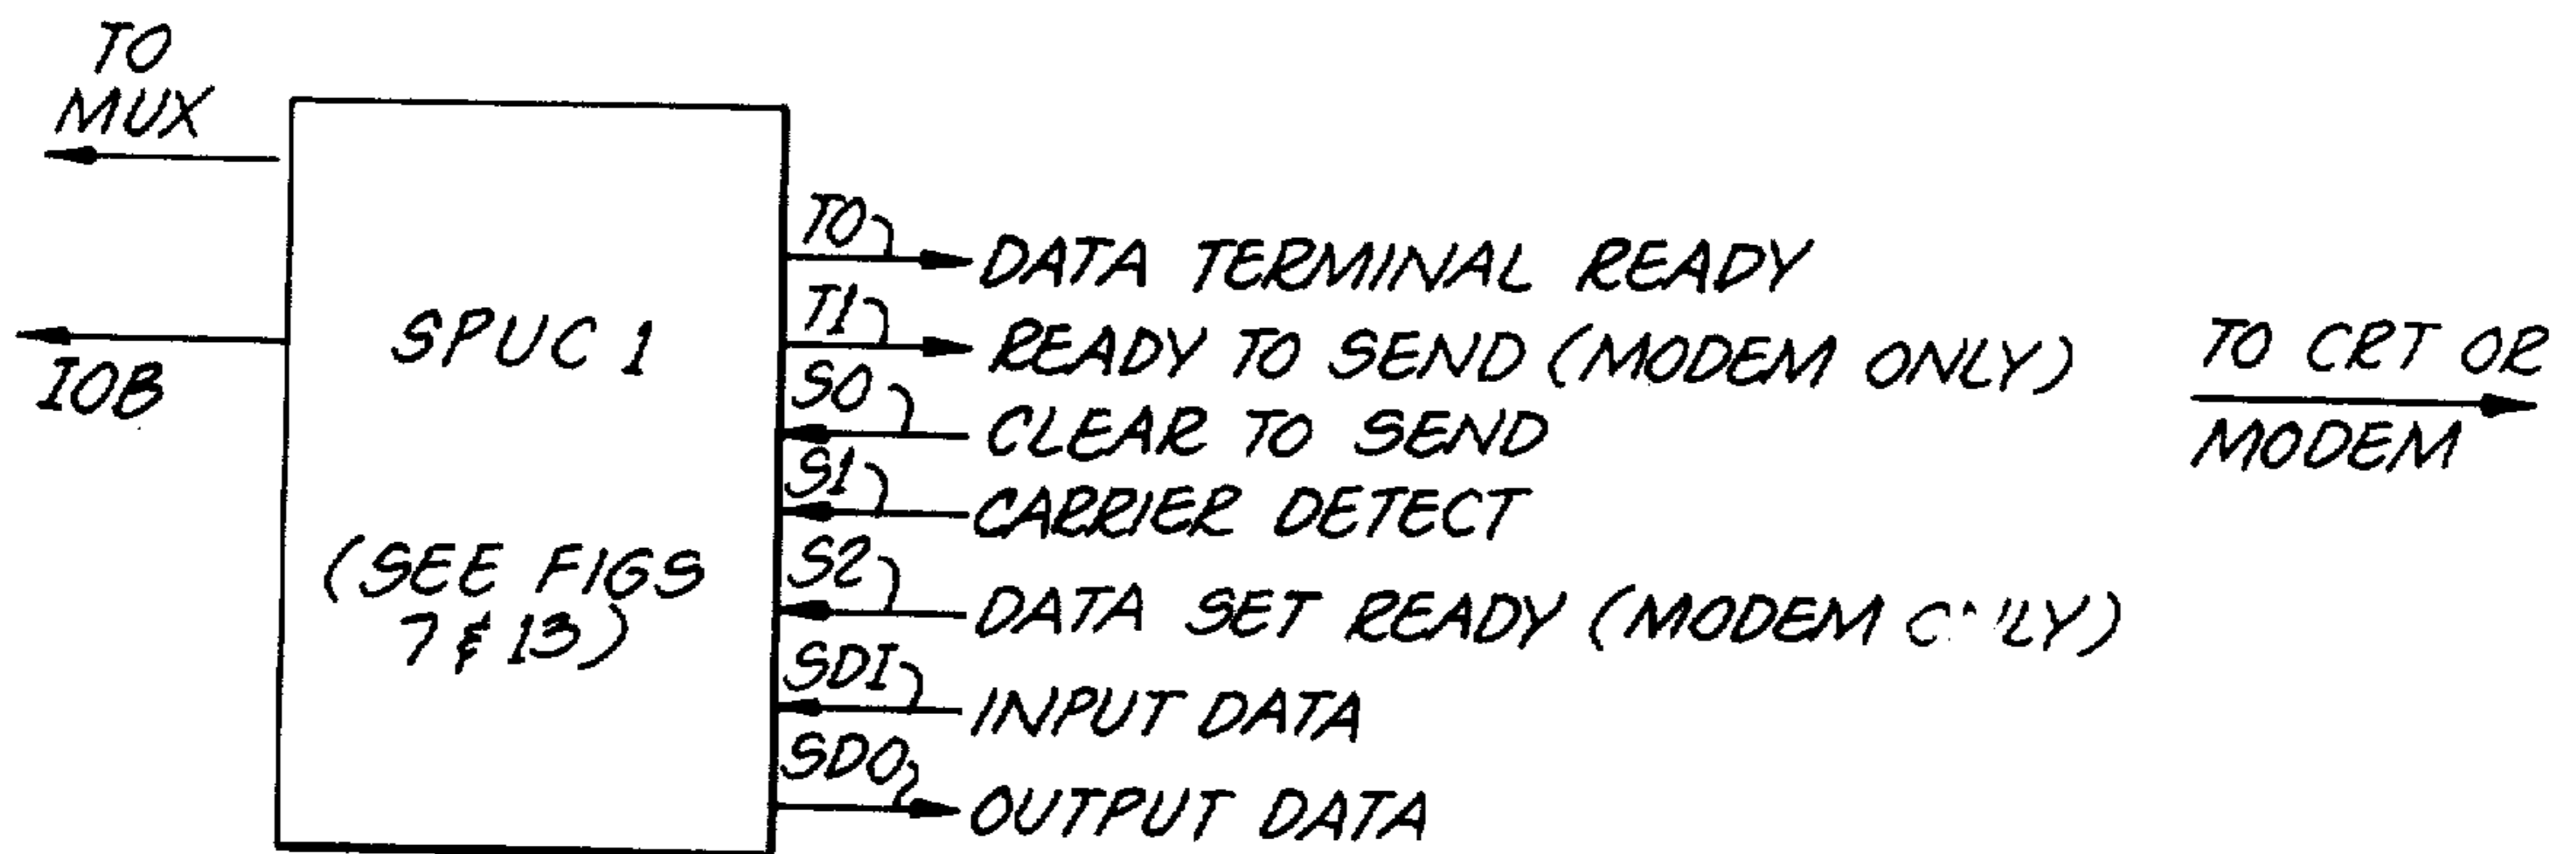 TO
MUX
IOB
SPUC 1
(SEE FIGS
7 & 13)
T0
DATA TERMINAL READY
T1
READY TO SEND (MODEM ONLY)
S0
CLEAR TO SEND
S1
CARRIER DETECT
S2
DATA SET READY (MODEM
SDI
INPUT DATA
SDO
OUTPUT DATA
TO CRT OR
MODEM